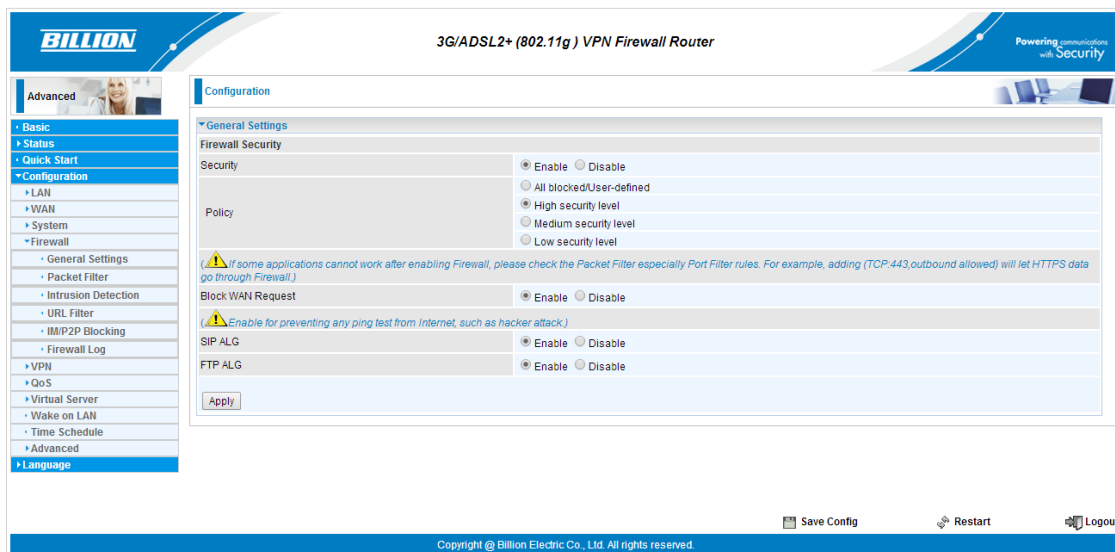 BILLION
3G/ADSL2+ (802.11g ) VPN Firewall Router
Powering communications
with Security
Advanced
Basic
Status
Quick Start
Configuration
LAN
WAN
System
Firewall
General Settings
Packet Filter
Intrusion Detection
URL Filter
IM/P2P Blocking
Firewall Log
VPN
QoS
Virtual Server
Wake on LAN
Time Schedule
Advanced
Language
Configuration
General Settings
Firewall Security
Security Enable Disable
Policy
All blocked/User-defined
High security level
Medium security level
Low security level
(If some applications cannot work after enabling Firewall, please check the Packet Filter especially Port Filter rules. For example, adding (TCP:443,outbound allowed) will let HTTPS data
go through Firewall.)
Block WAN Request Enable Disable
(Enable for preventing any ping test from Internet, such as hacker attack.)
SIP ALG Enable Disable
FTP ALG Enable Disable
Apply
Save Config Restart Logou
Copyright @ Billion Electric Co., Ltd. All rights reserved.